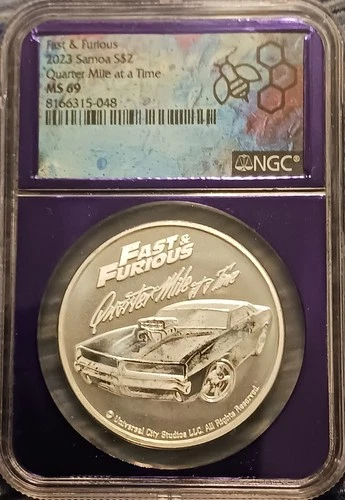 Fast & Furious
2023 Samoa S$2
Quarter Mile at a Time
MS 69
8166315-048
NGC®
FAST &
FURIOUS
Quarter Mile at a Time
© Universal City Studios LLC. All Rights Reserved.